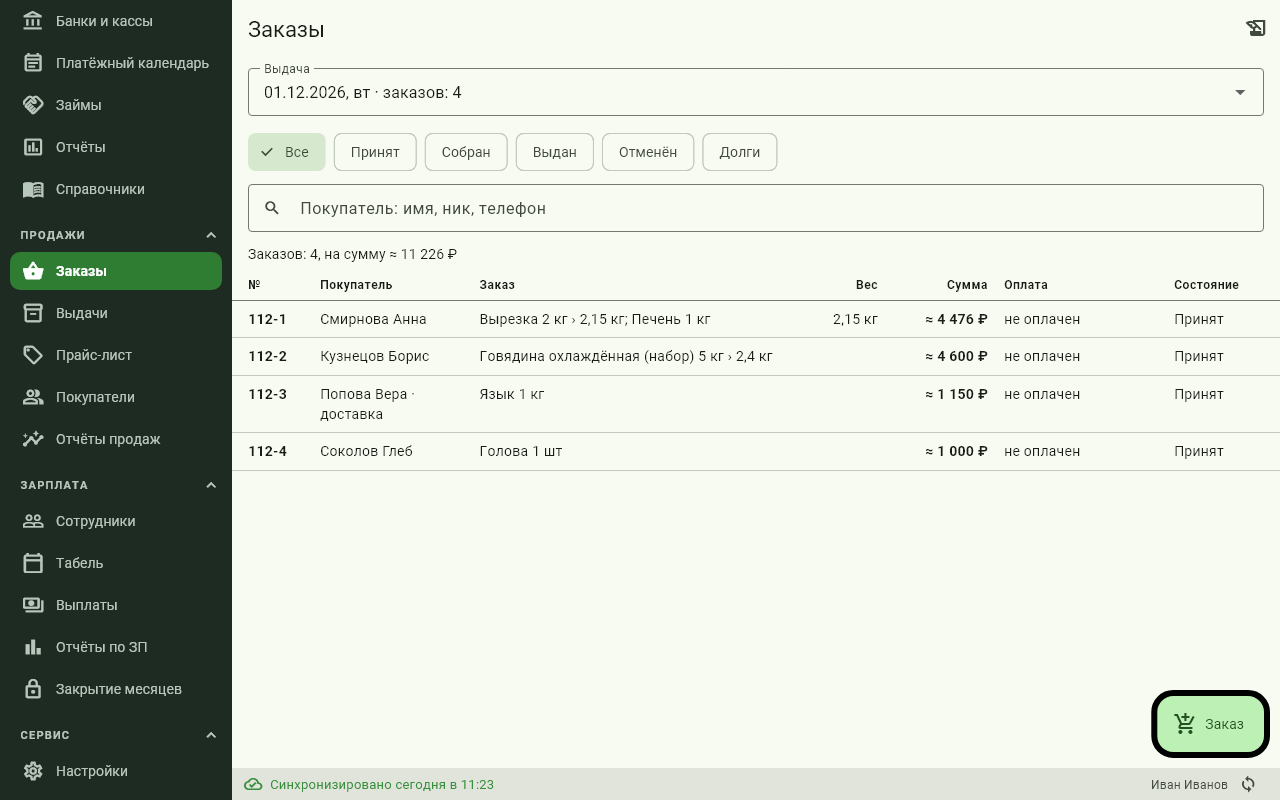 Банки и кассы
Платёжный календарь
Займы
Отчёты
Справочники
ПРОДАЖИ
Заказы
Выдачи
Прайс-лист
Покупатели
Отчёты продаж
ЗАРПЛАТА
Сотрудники
Табель
Выплаты
Отчёты по ЗП
Закрытие месяцев
СЕРВИС
Настройки
Заказы
Выдача
01.12.2026, вт · заказов: 4
Все Принят Собран Выдан Отменён Долги
Покупатель: имя, ник, телефон
Заказов: 4, на сумму ≈ 11 226 ₽
№ Покупатель Заказ Вес Сумма Оплата Состояние
112-1 Смирнова Анна Вырезка 2 кг › 2,15 кг; Печень 1 кг 2,15 кг ≈ 4 476 ₽ не оплачен Принят
112-2 Кузнецов Борис Говядина охлаждённая (набор) 5 кг › 2,4 кг ≈ 4 600 ₽ не оплачен Принят
112-3 Попова Вера · Язык 1 кг ≈ 1 150 ₽ не оплачен Принят
доставка
112-4 Соколов Глеб Голова 1 шт ≈ 1 000 ₽ не оплачен Принят
Заказ
Синхронизировано сегодня в 11:23 Иван Иванов